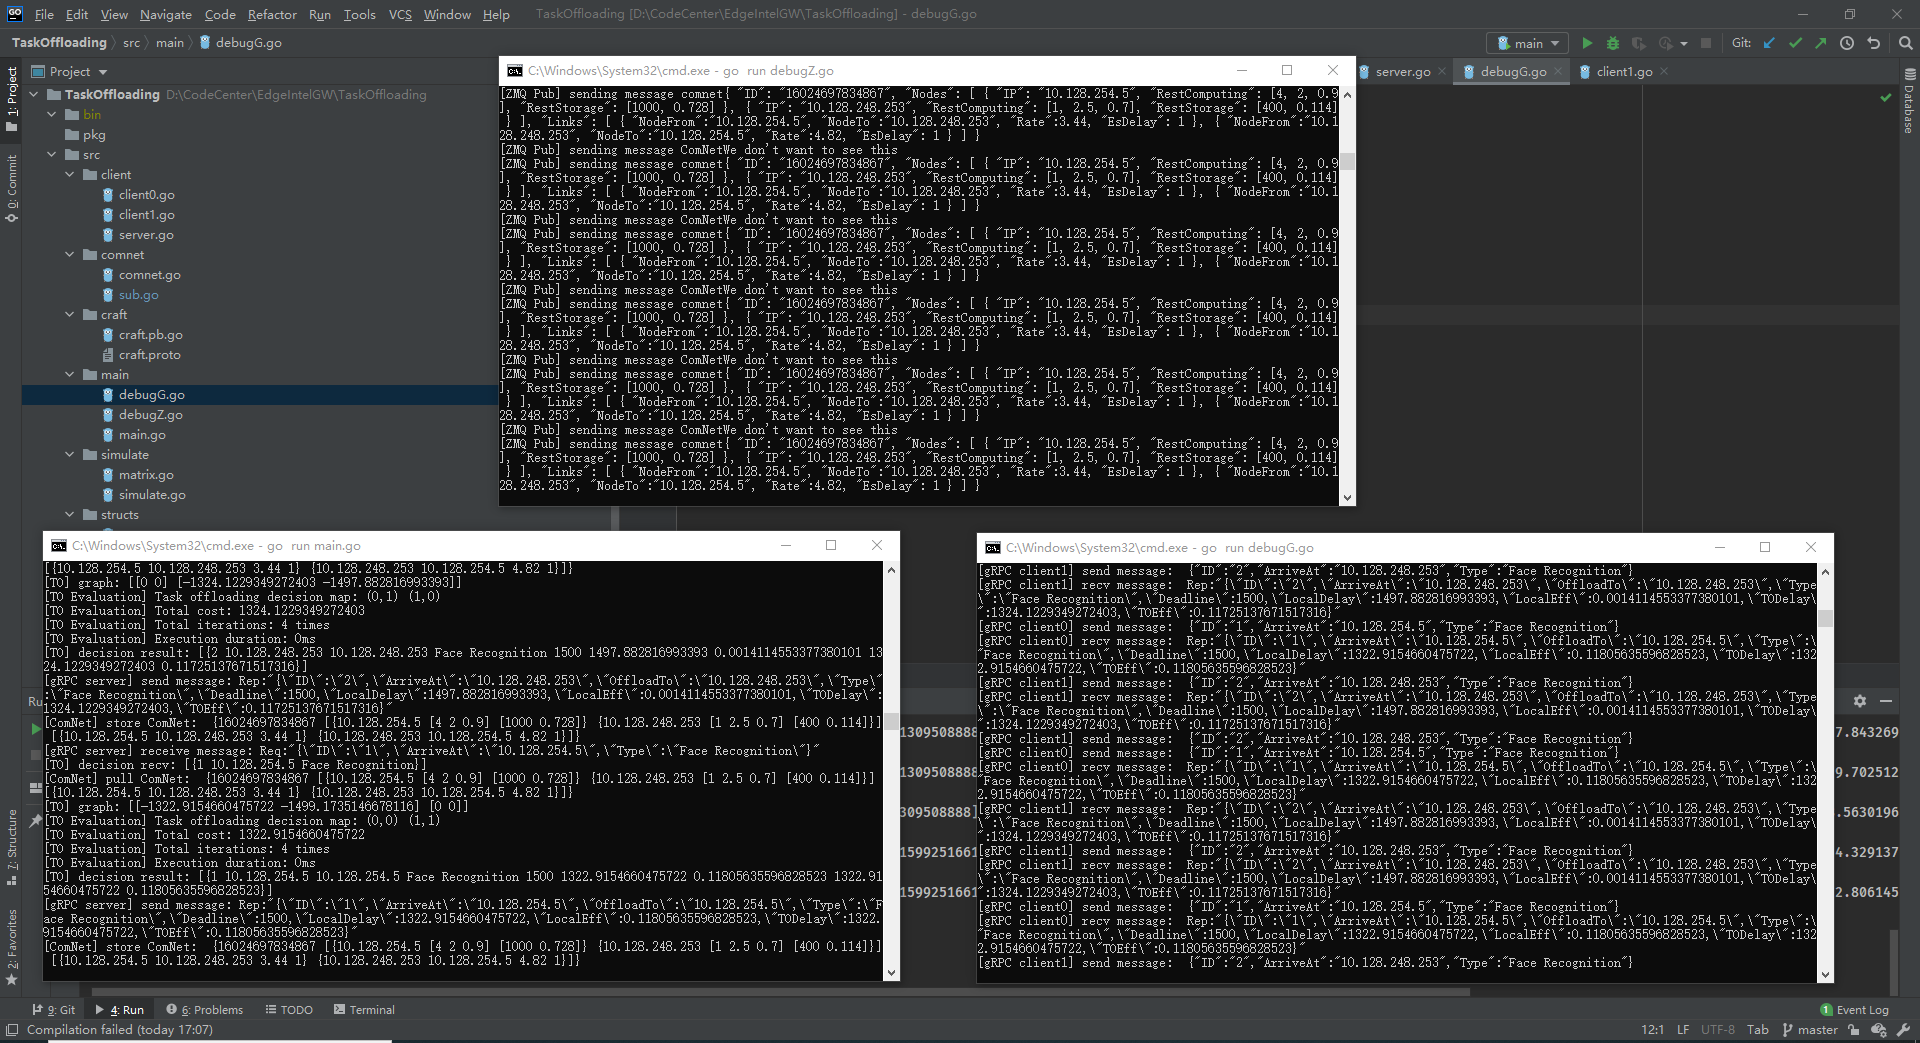 File Edit View Navigate Code Refactor Run Tools VCS Window Help TaskOffloading [D:\CodeCenter\EdgeIntelGW\TaskOffloading] - debugG.go
TaskOffloading src main debugG.go main Git:
Project
server.go debugG.go client1.go
TaskOffloading D:\CodeCenter\EdgeIntelGW\TaskOffloading
bin
pkg
src
client
client0.go
client1.go
server.go
comnet
comnet.go
sub.go
craft
craft.pb.go
craft.proto
main
debugG.go
debugZ.go
main.go
simulate
matrix.go
simulate.go
structs
1: Project
0: Commit
7: Structure
2: Favorites
Database
C:\Windows\System32\cmd.exe - go run debugZ.go
[ZMQ Pub] sending message comnet{ "ID": "16024697834867", "Nodes": [ { "IP": "10.128.254.5", "RestComputing": [4, 2, 0.9
], "RestStorage": [1000, 0.728] }, { "IP": "10.128.248.253", "RestComputing": [1, 2.5, 0.7], "RestStorage": [400, 0.114]
 } ], "Links": [ { "NodeFrom":"10.128.254.5", "NodeTo":"10.128.248.253", "Rate":3.44, "EsDelay": 1 }, { "NodeFrom":"10.1
28.248.253", "NodeTo":"10.128.254.5", "Rate":4.82, "EsDelay": 1 } ] }
[ZMQ Pub] sending message ComNetWe don't want to see this
[ZMQ Pub] sending message comnet{ "ID": "16024697834867", "Nodes": [ { "IP": "10.128.254.5", "RestComputing": [4, 2, 0.9
], "RestStorage": [1000, 0.728] }, { "IP": "10.128.248.253", "RestComputing": [1, 2.5, 0.7], "RestStorage": [400, 0.114]
 } ], "Links": [ { "NodeFrom":"10.128.254.5", "NodeTo":"10.128.248.253", "Rate":3.44, "EsDelay": 1 }, { "NodeFrom":"10.1
28.248.253", "NodeTo":"10.128.254.5", "Rate":4.82, "EsDelay": 1 } ] }
[ZMQ Pub] sending message ComNetWe don't want to see this
[ZMQ Pub] sending message comnet{ "ID": "16024697834867", "Nodes": [ { "IP": "10.128.254.5", "RestComputing": [4, 2, 0.9
], "RestStorage": [1000, 0.728] }, { "IP": "10.128.248.253", "RestComputing": [1, 2.5, 0.7], "RestStorage": [400, 0.114]
 } ], "Links": [ { "NodeFrom":"10.128.254.5", "NodeTo":"10.128.248.253", "Rate":3.44, "EsDelay": 1 }, { "NodeFrom":"10.1
28.248.253", "NodeTo":"10.128.254.5", "Rate":4.82, "EsDelay": 1 } ] }
[ZMQ Pub] sending message ComNetWe don't want to see this
[ZMQ Pub] sending message comnet{ "ID": "16024697834867", "Nodes": [ { "IP": "10.128.254.5", "RestComputing": [4, 2, 0.9
], "RestStorage": [1000, 0.728] }, { "IP": "10.128.248.253", "RestComputing": [1, 2.5, 0.7], "RestStorage": [400, 0.114]
 } ], "Links": [ { "NodeFrom":"10.128.254.5", "NodeTo":"10.128.248.253", "Rate":3.44, "EsDelay": 1 }, { "NodeFrom":"10.1
28.248.253", "NodeTo":"10.128.254.5", "Rate":4.82, "EsDelay": 1 } ] }
[ZMQ Pub] sending message ComNetWe don't want to see this
[ZMQ Pub] sending message comnet{ "ID": "16024697834867", "Nodes": [ { "IP": "10.128.254.5", "RestComputing": [4, 2, 0.9
], "RestStorage": [1000, 0.728] }, { "IP": "10.128.248.253", "RestComputing": [1, 2.5, 0.7], "RestStorage": [400, 0.114]
 } ], "Links": [ { "NodeFrom":"10.128.254.5", "NodeTo":"10.128.248.253", "Rate":3.44, "EsDelay": 1 }, { "NodeFrom":"10.1
28.248.253", "NodeTo":"10.128.254.5", "Rate":4.82, "EsDelay": 1 } ] }
[ZMQ Pub] sending message ComNetWe don't want to see this
[ZMQ Pub] sending message comnet{ "ID": "16024697834867", "Nodes": [ { "IP": "10.128.254.5", "RestComputing": [4, 2, 0.9
], "RestStorage": [1000, 0.728] }, { "IP": "10.128.248.253", "RestComputing": [1, 2.5, 0.7], "RestStorage": [400, 0.114]
 } ], "Links": [ { "NodeFrom":"10.128.254.5", "NodeTo":"10.128.248.253", "Rate":3.44, "EsDelay": 1 }, { "NodeFrom":"10.1
28.248.253", "NodeTo":"10.128.254.5", "Rate":4.82, "EsDelay": 1 } ] }
C:\Windows\System32\cmd.exe - go run main.go
[{10.128.254.5 10.128.248.253 3.44 1} {10.128.248.253 10.128.254.5 4.82 1}]}
[TO] graph: [[0 0] [-1324.1229349272403 -1497.882816993393]]
[TO Evaluation] Task offloading decision map: (0,1) (1,0)
[TO Evaluation] Total cost: 1324.1229349272403
[TO Evaluation] Total iterations: 4 times
[TO Evaluation] Execution duration: 0ms
[TO] decision result: [{2 10.128.248.253 10.128.248.253 Face Recognition 1500 1497.882816993393 0.0014114553377380101 13
24.1229349272403 0.11725137671517316}]
[gRPC server] send message: Rep:"{\"ID\":\"2\",\"ArriveAt\":\"10.128.248.253\",\"OffloadTo\":\"10.128.248.253\",\"Type\"
:\"Face Recognition\",\"Deadline\":1500,\"LocalDelay\":1497.882816993393,\"LocalEff\":0.0014114553377380101,\"TODelay\":
1324.1229349272403,\"TOEff\":0.11725137671517316}"
[ComNet] store ComNet:  {16024697834867 [{10.128.254.5 [4 2 0.9] [1000 0.728]} {10.128.248.253 [1 2.5 0.7] [400 0.114]}]
 [{10.128.254.5 10.128.248.253 3.44 1} {10.128.248.253 10.128.254.5 4.82 1}]}
[gRPC server] receive message: Req:"{\"ID\":\"1\",\"ArriveAt\":\"10.128.254.5\",\"Type\":\"Face Recognition\"}"
[TO] decision recv: [{1 10.128.254.5 Face Recognition}]
[ComNet] pull ComNet:  {16024697834867 [{10.128.254.5 [4 2 0.9] [1000 0.728]} {10.128.248.253 [1 2.5 0.7] [400 0.114]}]
[{10.128.254.5 10.128.248.253 3.44 1} {10.128.248.253 10.128.254.5 4.82 1}]}
[TO] graph: [[-1322.9154660475722 -1499.1735146678116] [0 0]]
[TO Evaluation] Task offloading decision map: (0,0) (1,1)
[TO Evaluation] Total cost: 1322.9154660475722
[TO Evaluation] Total iterations: 4 times
[TO Evaluation] Execution duration: 0ms
[TO] decision result: [{1 10.128.254.5 10.128.254.5 Face Recognition 1500 1322.9154660475722 0.11805635596828523 1322.91
54660475722 0.11805635596828523}]
[gRPC server] send message: Rep:"{\"ID\":\"1\",\"ArriveAt\":\"10.128.254.5\",\"OffloadTo\":\"10.128.254.5\",\"Type\":\"F
ace Recognition\",\"Deadline\":1500,\"LocalDelay\":1322.9154660475722,\"LocalEff\":0.11805635596828523,\"TODelay\":1322.
9154660475722,\"TOEff\":0.11805635596828523}"
[ComNet] store ComNet:  {16024697834867 [{10.128.254.5 [4 2 0.9] [1000 0.728]} {10.128.248.253 [1 2.5 0.7] [400 0.114]}]
 [{10.128.254.5 10.128.248.253 3.44 1} {10.128.248.253 10.128.254.5 4.82 1}]}
Ru
1309508888
1309508888
309508888]
1599251661
1599251661
C:\Windows\System32\cmd.exe - go run debugG.go
[gRPC client1] send message:  {"ID":"2","ArriveAt":"10.128.248.253","Type":"Face Recognition"}
[gRPC client1] recv message:  Rep:"{\"ID\":\"2\",\"ArriveAt\":\"10.128.248.253\",\"OffloadTo\":\"10.128.248.253\",\"Type
\":\"Face Recognition\",\"Deadline\":1500,\"LocalDelay\":1497.882816993393,\"LocalEff\":0.0014114553377380101,\"TODelay\
":1324.1229349272403,\"TOEff\":0.11725137671517316}"
[gRPC client0] send message:  {"ID":"1","ArriveAt":"10.128.254.5","Type":"Face Recognition"}
[gRPC client0] recv message:  Rep:"{\"ID\":\"1\",\"ArriveAt\":\"10.128.254.5\",\"OffloadTo\":\"10.128.254.5\",\"Type\":\
"Face Recognition\",\"Deadline\":1500,\"LocalDelay\":1322.9154660475722,\"LocalEff\":0.11805635596828523,\"TODelay\":132
2.9154660475722,\"TOEff\":0.11805635596828523}"
[gRPC client1] send message:  {"ID":"2","ArriveAt":"10.128.248.253","Type":"Face Recognition"}
[gRPC client1] recv message:  Rep:"{\"ID\":\"2\",\"ArriveAt\":\"10.128.248.253\",\"OffloadTo\":\"10.128.248.253\",\"Type
\":\"Face Recognition\",\"Deadline\":1500,\"LocalDelay\":1497.882816993393,\"LocalEff\":0.0014114553377380101,\"TODelay\
":1324.1229349272403,\"TOEff\":0.11725137671517316}"
[gRPC client1] send message:  {"ID":"2","ArriveAt":"10.128.248.253","Type":"Face Recognition"}
[gRPC client0] send message:  {"ID":"1","ArriveAt":"10.128.254.5","Type":"Face Recognition"}
[gRPC client0] recv message:  Rep:"{\"ID\":\"1\",\"ArriveAt\":\"10.128.254.5\",\"OffloadTo\":\"10.128.254.5\",\"Type\":\
"Face Recognition\",\"Deadline\":1500,\"LocalDelay\":1322.9154660475722,\"LocalEff\":0.11805635596828523,\"TODelay\":132
2.9154660475722,\"TOEff\":0.11805635596828523}"
[gRPC client1] recv message:  Rep:"{\"ID\":\"2\",\"ArriveAt\":\"10.128.248.253\",\"OffloadTo\":\"10.128.248.253\",\"Type
\":\"Face Recognition\",\"Deadline\":1500,\"LocalDelay\":1497.882816993393,\"LocalEff\":0.0014114553377380101,\"TODelay\
":1324.1229349272403,\"TOEff\":0.11725137671517316}"
[gRPC client1] send message:  {"ID":"2","ArriveAt":"10.128.248.253","Type":"Face Recognition"}
[gRPC client1] recv message:  Rep:"{\"ID\":\"2\",\"ArriveAt\":\"10.128.248.253\",\"OffloadTo\":\"10.128.248.253\",\"Type
\":\"Face Recognition\",\"Deadline\":1500,\"LocalDelay\":1497.882816993393,\"LocalEff\":0.0014114553377380101,\"TODelay\
":1324.1229349272403,\"TOEff\":0.11725137671517316}"
[gRPC client0] send message:  {"ID":"1","ArriveAt":"10.128.254.5","Type":"Face Recognition"}
[gRPC client0] recv message:  Rep:"{\"ID\":\"1\",\"ArriveAt\":\"10.128.254.5\",\"OffloadTo\":\"10.128.254.5\",\"Type\":\
"Face Recognition\",\"Deadline\":1500,\"LocalDelay\":1322.9154660475722,\"LocalEff\":0.11805635596828523,\"TODelay\":132
2.9154660475722,\"TOEff\":0.11805635596828523}"
[gRPC client1] send message:  {"ID":"2","ArriveAt":"10.128.248.253","Type":"Face Recognition"}
7.843269
9.702512
.5630196
4.329137
2.806145
9: Git 4: Run 6: Problems TODO Terminal 1 Event Log
Compilation failed (today 17:07) 12:1 LF UTF-8 Tab master